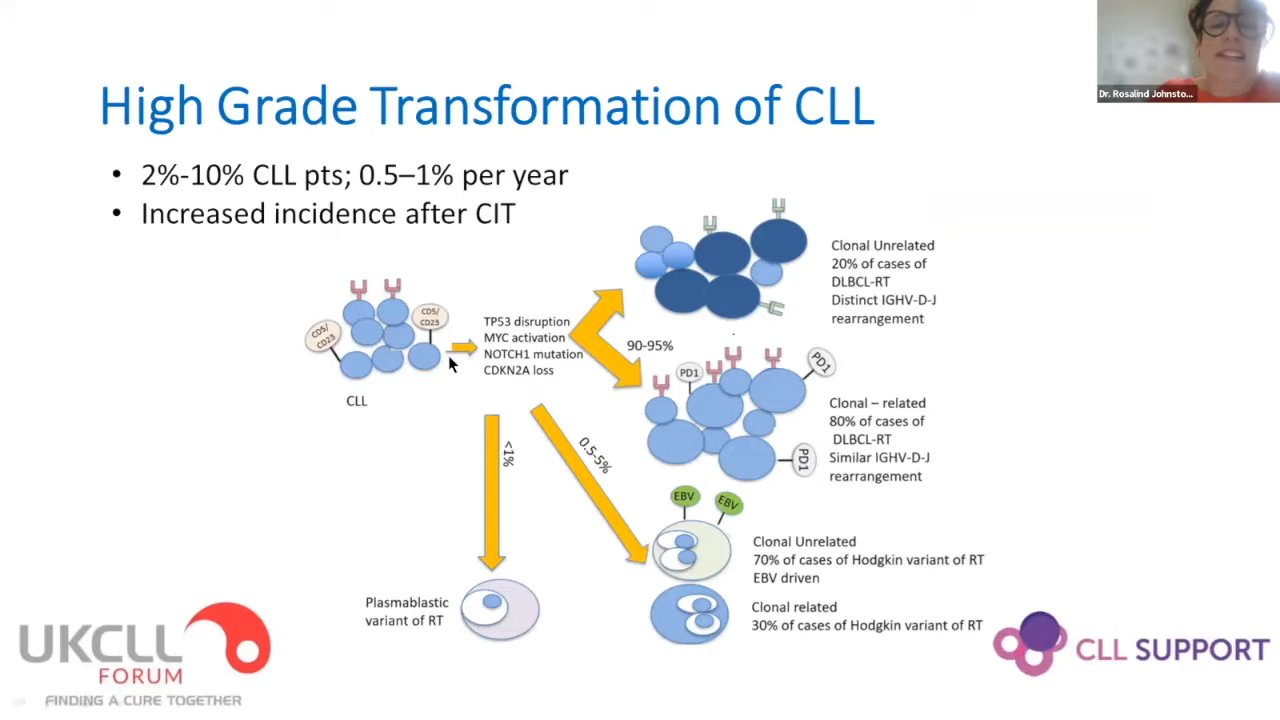 Dr. Rosalind Johnsto...
High Grade Transformation of CLL
• 2%-10% CLL pts; 0.5–1% per year
• Increased incidence after CIT
CD5/
CD23
CD5/
CD23
CLL
TP53 disruption
MYC activation
NOTCH1 mutation
CDKN2A loss
90-95%
Clonal Unrelated
20% of cases of
DLBCL-RT
Distinct IGHV-D-J
rearrangement
PD1
PD1
PD1
Clonal – related
80% of cases of
DLBCL-RT
Similar IGHV-D-J
rearrangement
<1%
0.5-5%
EBV
EBV
Clonal Unrelated
70% of cases of Hodgkin variant of RT
EBV driven
Clonal related
30% of cases of Hodgkin variant of RT
Plasmablastic
variant of RT
UKCLL
FORUM
FINDING A CURE TOGETHER
CLL SUPPORT